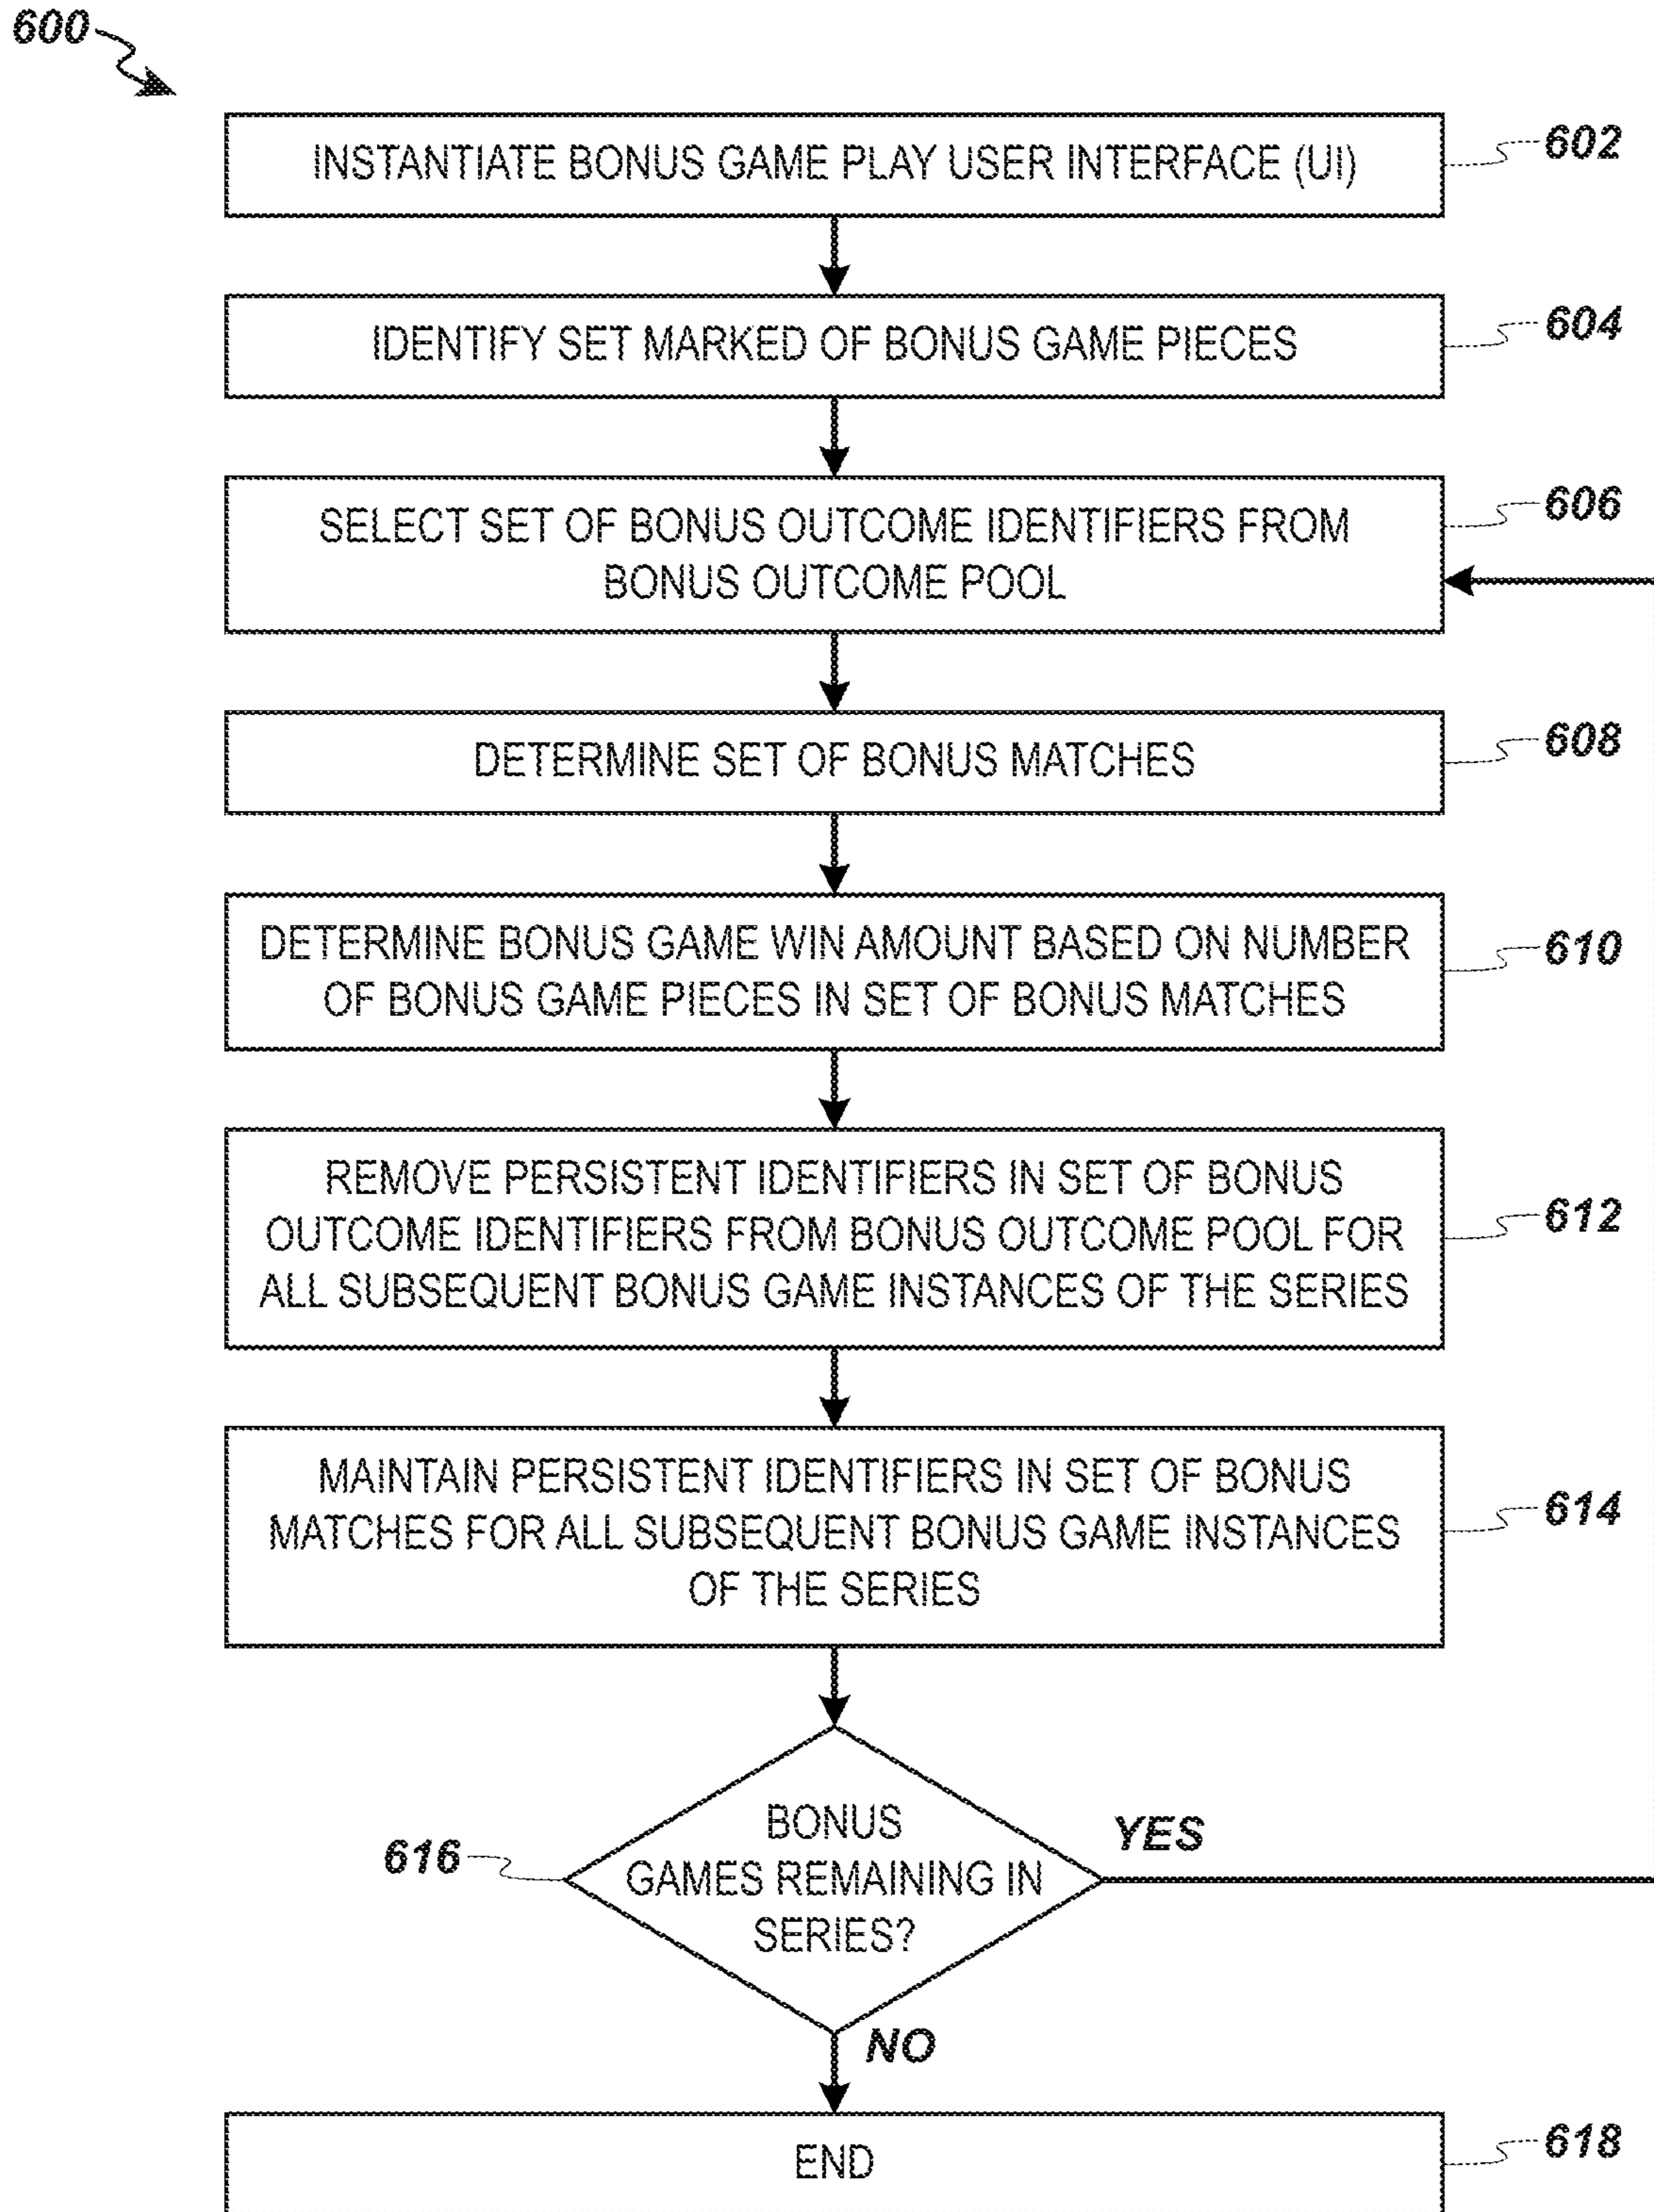 600
INSTANTIATE BONUS GAME PLAY USER INTERFACE (UI)
602
IDENTIFY SET MARKED OF BONUS GAME PIECES
604
SELECT SET OF BONUS OUTCOME IDENTIFIERS FROM
BONUS OUTCOME POOL
606
DETERMINE SET OF BONUS MATCHES
608
DETERMINE BONUS GAME WIN AMOUNT BASED ON NUMBER
OF BONUS GAME PIECES IN SET OF BONUS MATCHES
610
REMOVE PERSISTENT IDENTIFIERS IN SET OF BONUS
OUTCOME IDENTIFIERS FROM BONUS OUTCOME POOL FOR
ALL SUBSEQUENT BONUS GAME INSTANCES OF THE SERIES
612
MAINTAIN PERSISTENT IDENTIFIERS IN SET OF BONUS
MATCHES FOR ALL SUBSEQUENT BONUS GAME INSTANCES
OF THE SERIES
614
616
BONUS
GAMES REMAINING IN
SERIES?
YES
NO
END
618